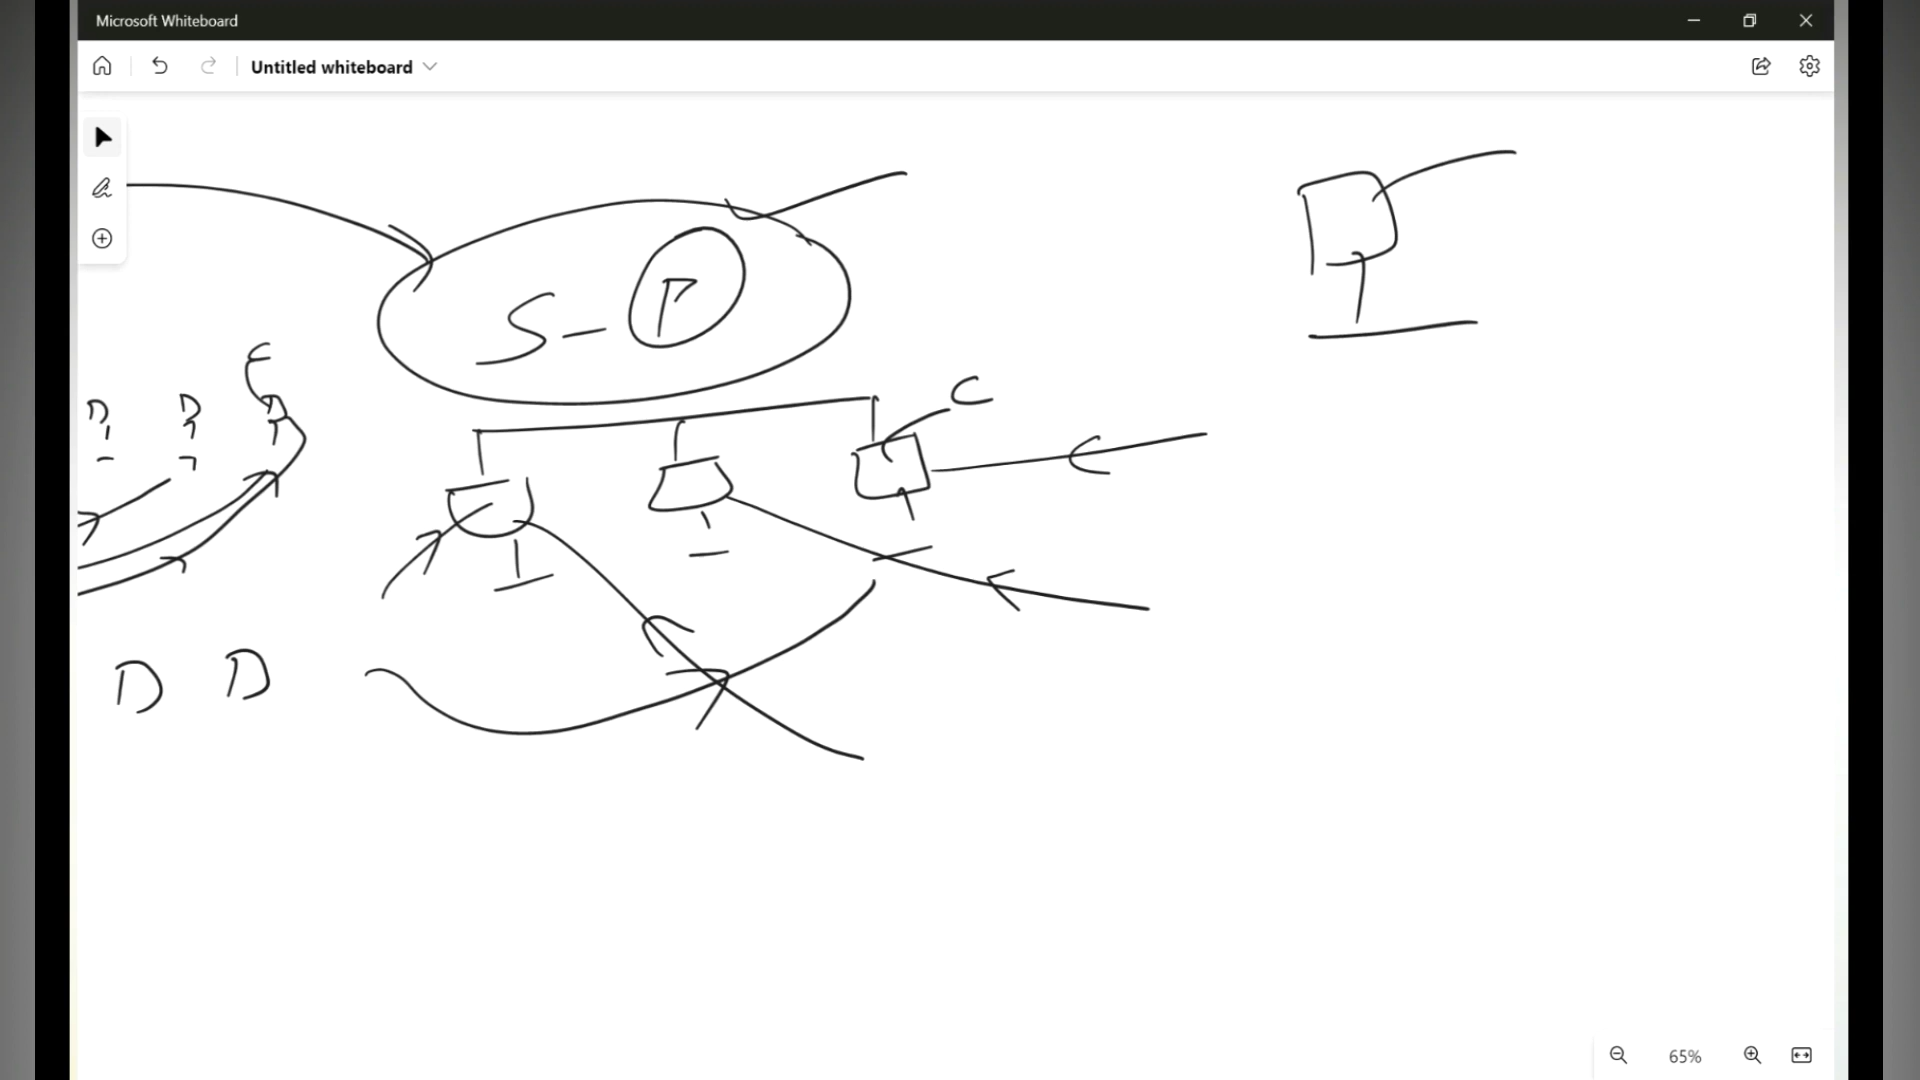 Microsoft Whiteboard
Untitled whiteboard
S - P
C
D D
65%